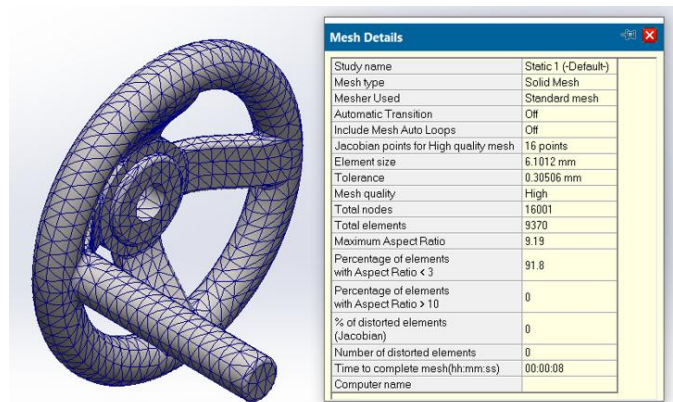 Mesh Details
Study name Static 1 (-Default-)
Mesh type Solid Mesh
Mesher Used Standard mesh
Automatic Transition Off
Include Mesh Auto Loops Off
Jacobian points for High quality mesh 16 points
Element size 6.1012 mm
Tolerance 0.30506 mm
Mesh quality High
Total nodes 16001
Total elements 9370
Maximum Aspect Ratio 9.19
Percentage of elements
with Aspect Ratio < 3 91.8
Percentage of elements
with Aspect Ratio > 10 0
% of distorted elements
(Jacobian) 0
Number of distorted elements 0
Time to complete mesh(hh:mm:ss) 00:00:08
Computer name